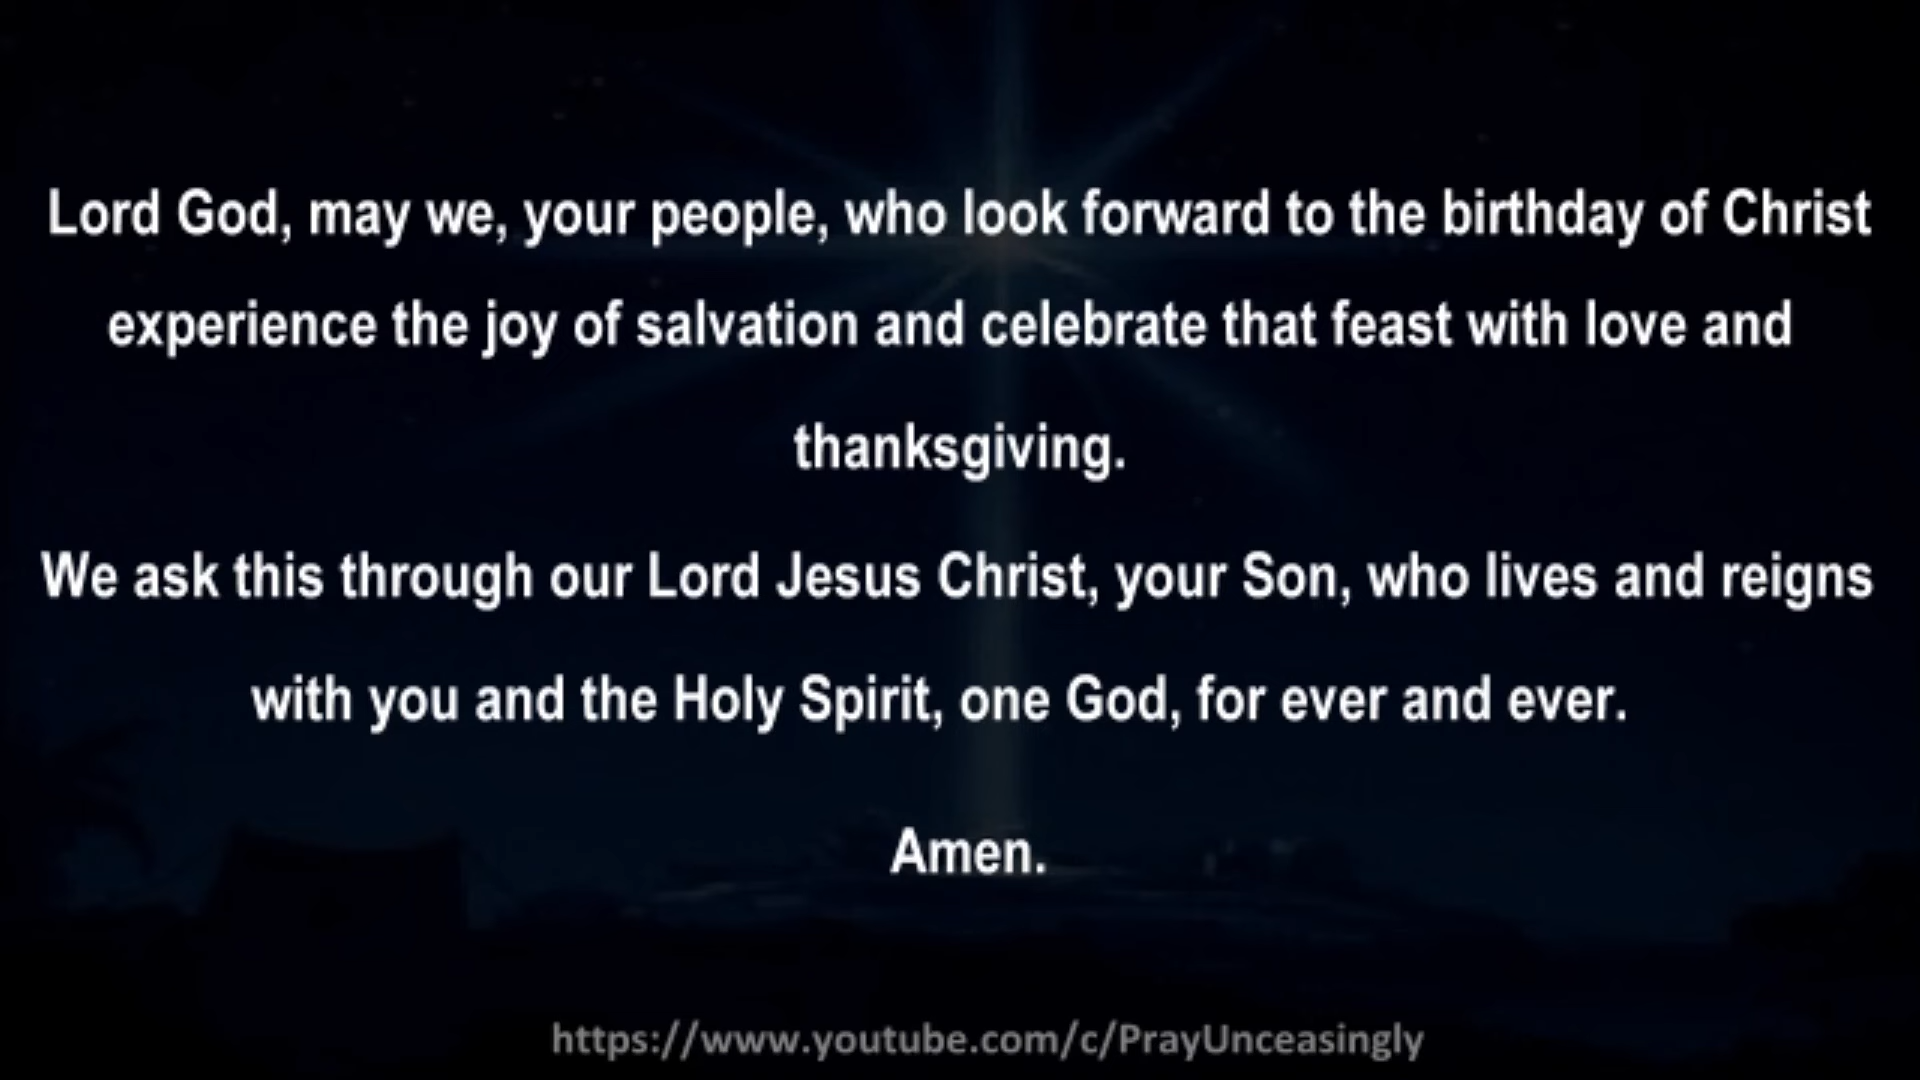 Lord God, may we, your people, who look forward to the birthday of Christ
experience the joy of salvation and celebrate that feast with love and
thanksgiving.
We ask this through our Lord Jesus Christ, your Son, who lives and reigns
with you and the Holy Spirit, one God, for ever and ever.
Amen.
https://www.youtube.com/c/PrayUnceasingly